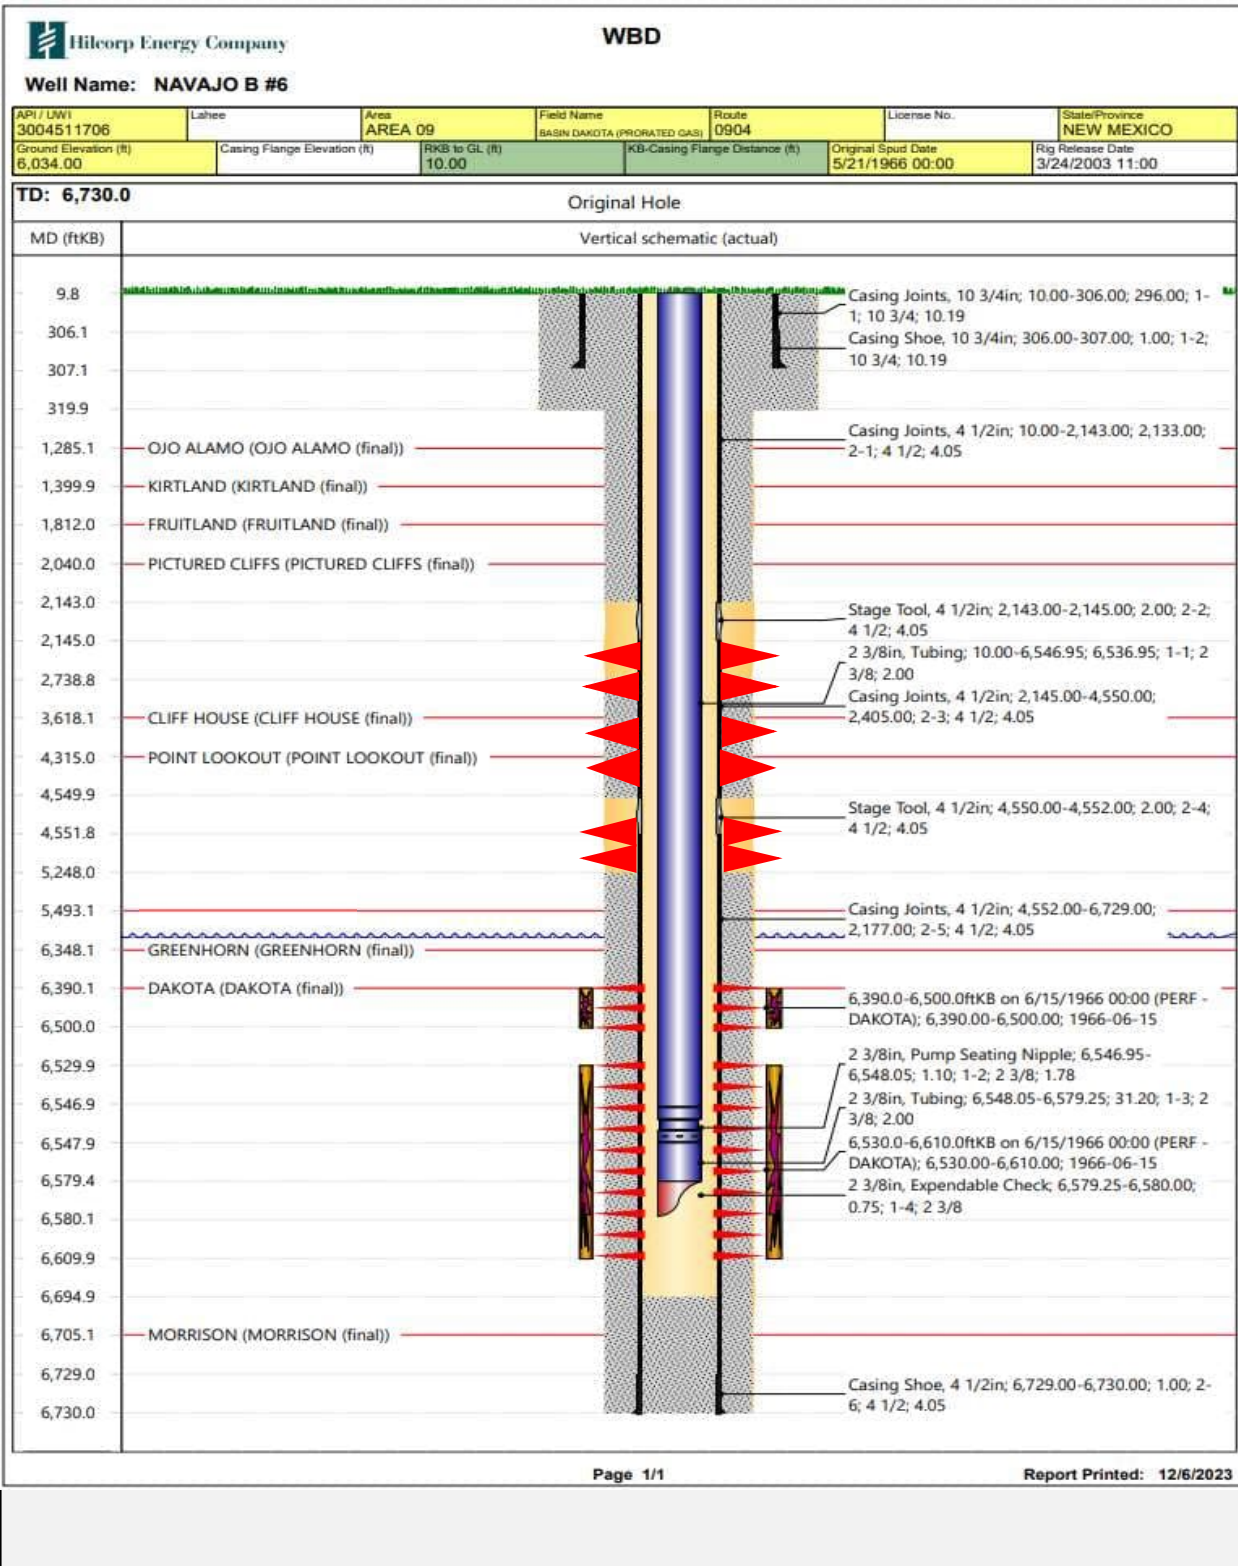 Hilcorp Energy Company
WBD
Well Name: NAVAJO B #6
API / UWI
3004511706
Lahee
Area
AREA 09
Field Name
BASIN DAKOTA (PRORATED GAS)
Route
0904
License No.
State/Province
NEW MEXICO
Ground Elevation (ft)
6,034.00
Casing Flange Elevation (ft)
RKB to GL (ft)
10.00
KB-Casing Flange Distance (ft)
Original Spud Date
5/21/1966 00:00
Rig Release Date
3/24/2003 11:00
TD: 6,730.0
Original Hole
MD (ftKB)
Vertical schematic (actual)
9.8
Casing Joints, 10 3/4in; 10.00-306.00; 296.00; 1-
1; 10 3/4; 10.19
306.1
Casing Shoe, 10 3/4in; 306.00-307.00; 1.00; 1-2;
10 3/4; 10.19
307.1
319.9
Casing Joints, 4 1/2in; 10.00-2,143.00; 2,133.00;
2-1; 4 1/2; 4.05
1,285.1
OJO ALAMO (OJO ALAMO (final))
1,399.9
KIRTLAND (KIRTLAND (final))
1,812.0
FRUITLAND (FRUITLAND (final))
2,040.0
PICTURED CLIFFS (PICTURED CLIFFS (final))
2,143.0
Stage Tool, 4 1/2in; 2,143.00-2,145.00; 2.00; 2-2;
4 1/2; 4.05
2,145.0
2 3/8in, Tubing; 10.00-6,546.95; 6,536.95; 1-1; 2
3/8; 2.00
2,738.8
Casing Joints, 4 1/2in; 2,145.00-4,550.00;
2,405.00; 2-3; 4 1/2; 4.05
3,618.1
CLIFF HOUSE (CLIFF HOUSE (final))
4,315.0
POINT LOOKOUT (POINT LOOKOUT (final))
4,549.9
Stage Tool, 4 1/2in; 4,550.00-4,552.00; 2.00; 2-4;
4 1/2; 4.05
4,551.8
5,248.0
5,493.1
Casing Joints, 4 1/2in; 4,552.00-6,729.00;
2,177.00; 2-5; 4 1/2; 4.05
6,348.1
GREENHORN (GREENHORN (final))
6,390.1
DAKOTA (DAKOTA (final))
6,390.0-6,500.0ftKB on 6/15/1966 00:00 (PERF -
DAKOTA); 6,390.00-6,500.00; 1966-06-15
6,500.0
6,529.9
2 3/8in, Pump Seating Nipple; 6,546.95-
6,548.05; 1.10; 1-2; 2 3/8; 1.78
6,546.9
2 3/8in, Tubing; 6,548.05-6,579.25; 31.20; 1-3; 2
3/8; 2.00
6,547.9
6,530.0-6,610.0ftKB on 6/15/1966 00:00 (PERF -
DAKOTA); 6,530.00-6,610.00; 1966-06-15
6,579.4
2 3/8in, Expendable Check; 6,579.25-6,580.00;
0.75; 1-4; 2 3/8
6,580.1
6,609.9
6,694.9
6,705.1
MORRISON (MORRISON (final))
6,729.0
Casing Shoe, 4 1/2in; 6,729.00-6,730.00; 1.00; 2-
6; 4 1/2; 4.05
6,730.0
Page 1/1
Report Printed: 12/6/2023